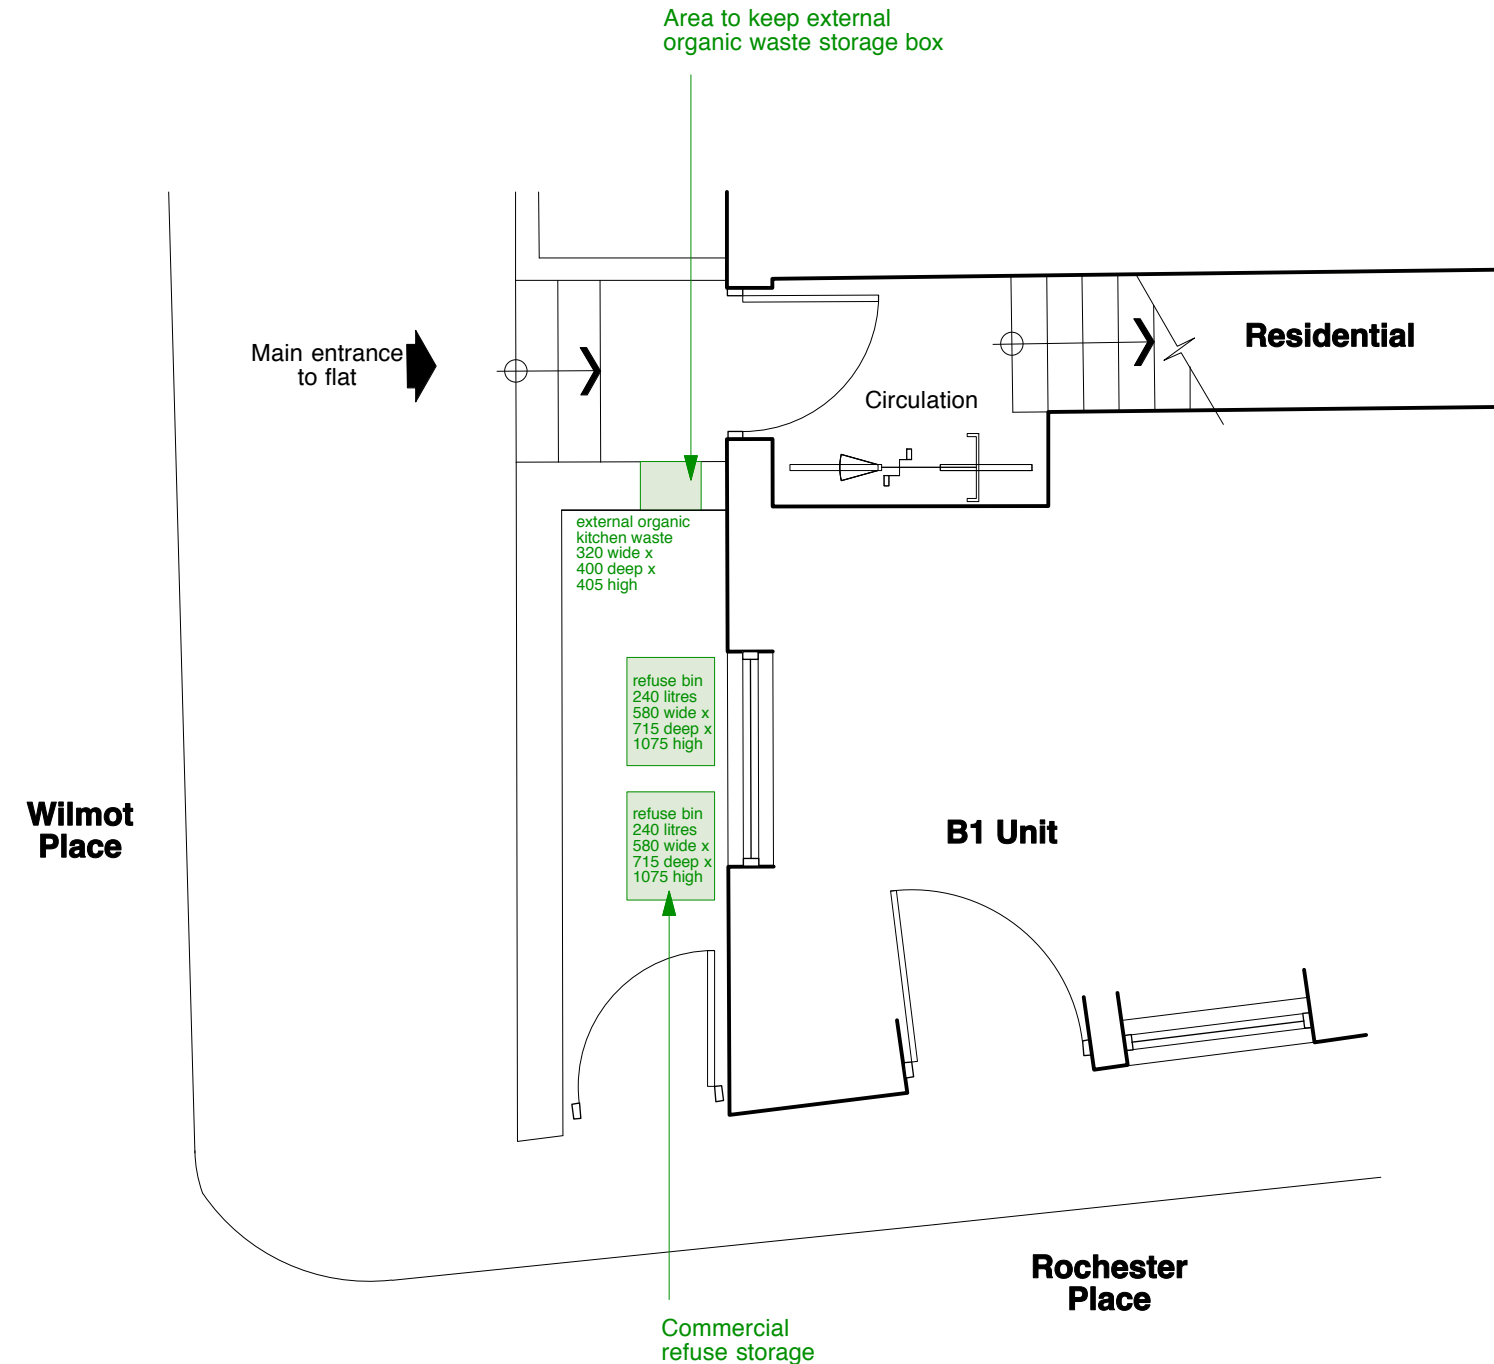 Area to keep external
organic waste storage box
Main entrance
to flat
Residential
Circulation
external organic
kitchen waste
320 wide x
400 deep x
405 high
refuse bin
240 litres
580 wide x
715 deep x
1075 high
refuse bin
240 litres
580 wide x
715 deep x
1075 high
Wilmot
Place
B1 Unit
Rochester
Place
Commercial
refuse storage